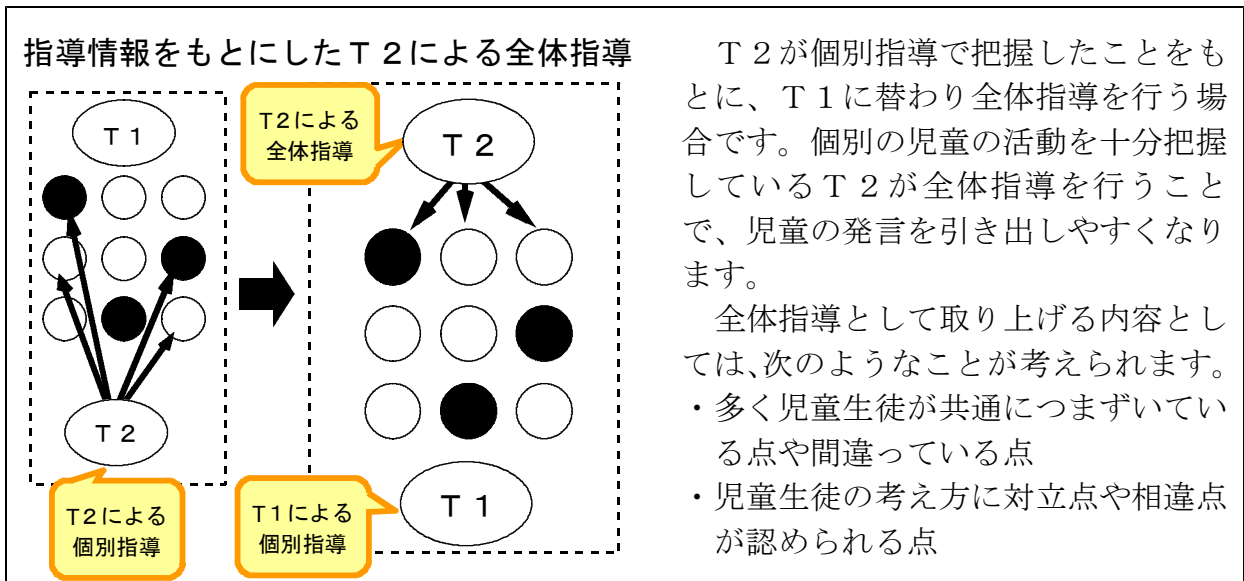 指導情報をもとにしたT2による全体指導
T1
T2
T2による
個別指導
T2による
全体指導
T2
T1
T1による
個別指導
T2が個別指導で把握したことをも
とに、T1に替わり全体指導を行う場
合です。個別の児童の活動を十分把握
しているT2が全体指導を行うこと
で、児童の発言を引き出しやすくなり
ます。
全体指導として取り上げる内容とし
ては、次のようなことが考えられます。
・多く児童生徒が共通につまずいてい
る点や間違っている点
・児童生徒の考え方に対立点や相違点
が認められる点